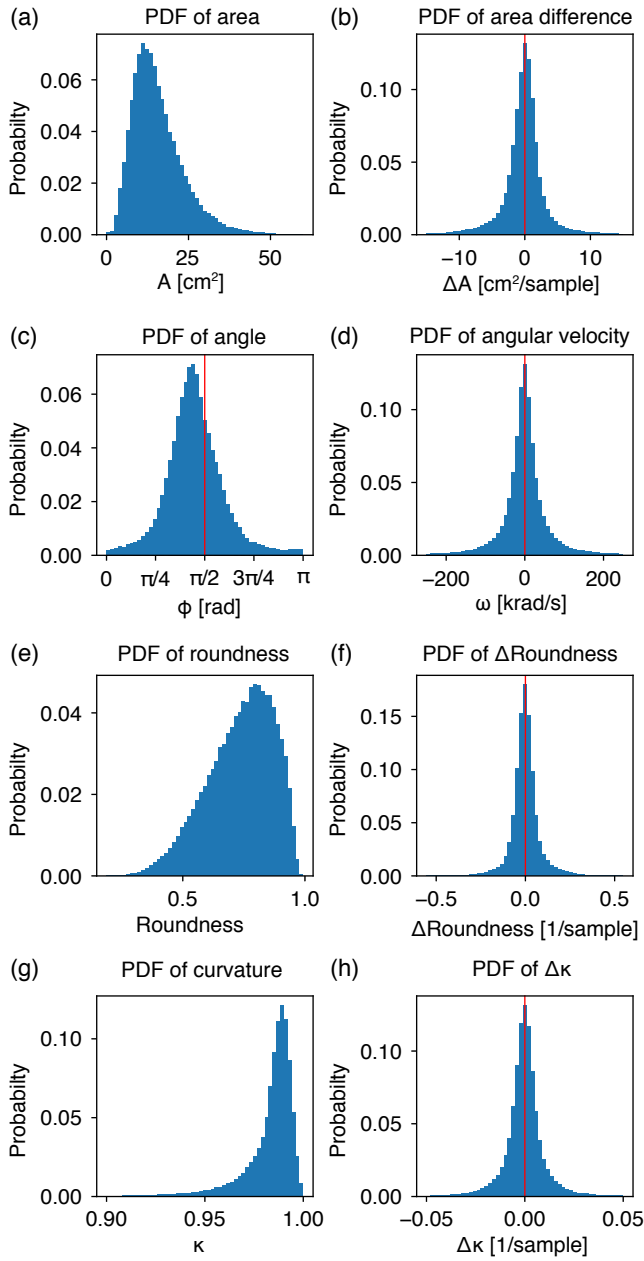 (a) PDF of area
Probabilty
0.06
0.04
0.02
0.00
0 25 50
A [cm²]
(b) PDF of area difference
Probabilty
0.10
0.05
0.00
−10 0 10
ΔA [cm²/sample]
(c) PDF of angle
Probabilty
0.06
0.04
0.02
0.00
0 π/4 π/2 3π/4 π
ϕ [rad]
(d) PDF of angular velocity
Probabilty
0.10
0.05
0.00
−200 0 200
ω [krad/s]
(e) PDF of roundness
Probabilty
0.04
0.02
0.00
0.5 1.0
Roundness
(f) PDF of ΔRoundness
Probabilty
0.15
0.10
0.05
0.00
−0.5 0.0 0.5
ΔRoundness [1/sample]
(g) PDF of curvature
Probabilty
0.10
0.05
0.00
0.90 0.95 1.00
κ
(h) PDF of Δκ
Probabilty
0.10
0.05
0.00
−0.05 0.00 0.05
Δκ [1/sample]